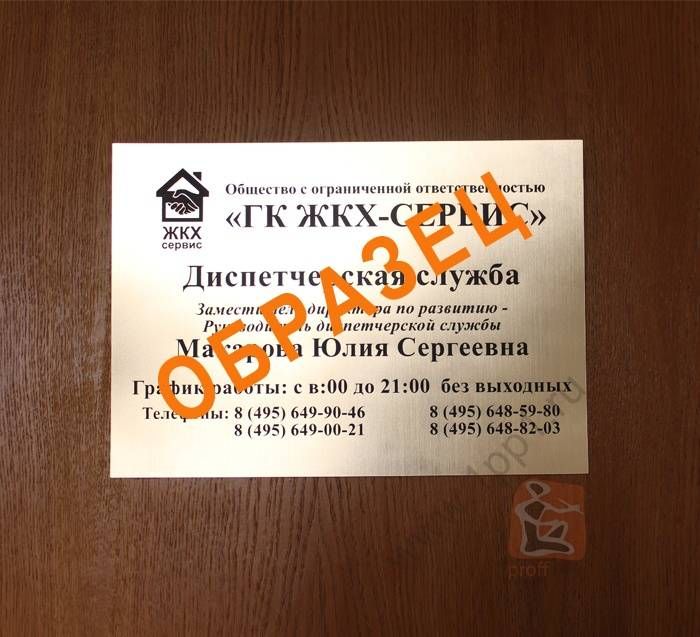 ЖКХ
сервис
Общество с ограниченной ответственностью
«ГК ЖКХ-СЕРВИС»
Диспетчерская служба
Заместитель директора по развитию -
Руководитель диспетчерской службы
Макарова Юлия Сергеевна
График работы: с в:00 до 21:00 без выходных
Телефоны: 8 (495) 649-90-46 8 (495) 648-59-80
8 (495) 649-00-21 8 (495) 648-82-03
ОБРАЗЕЦ
proff